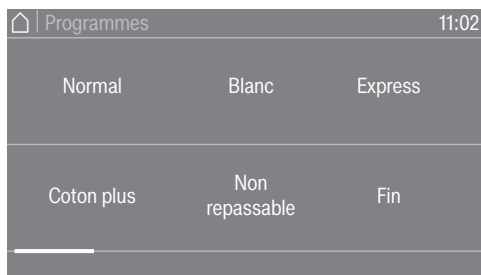 Programmes 11:02
Normal Blanc Express
Coton plus Non repassable Fin